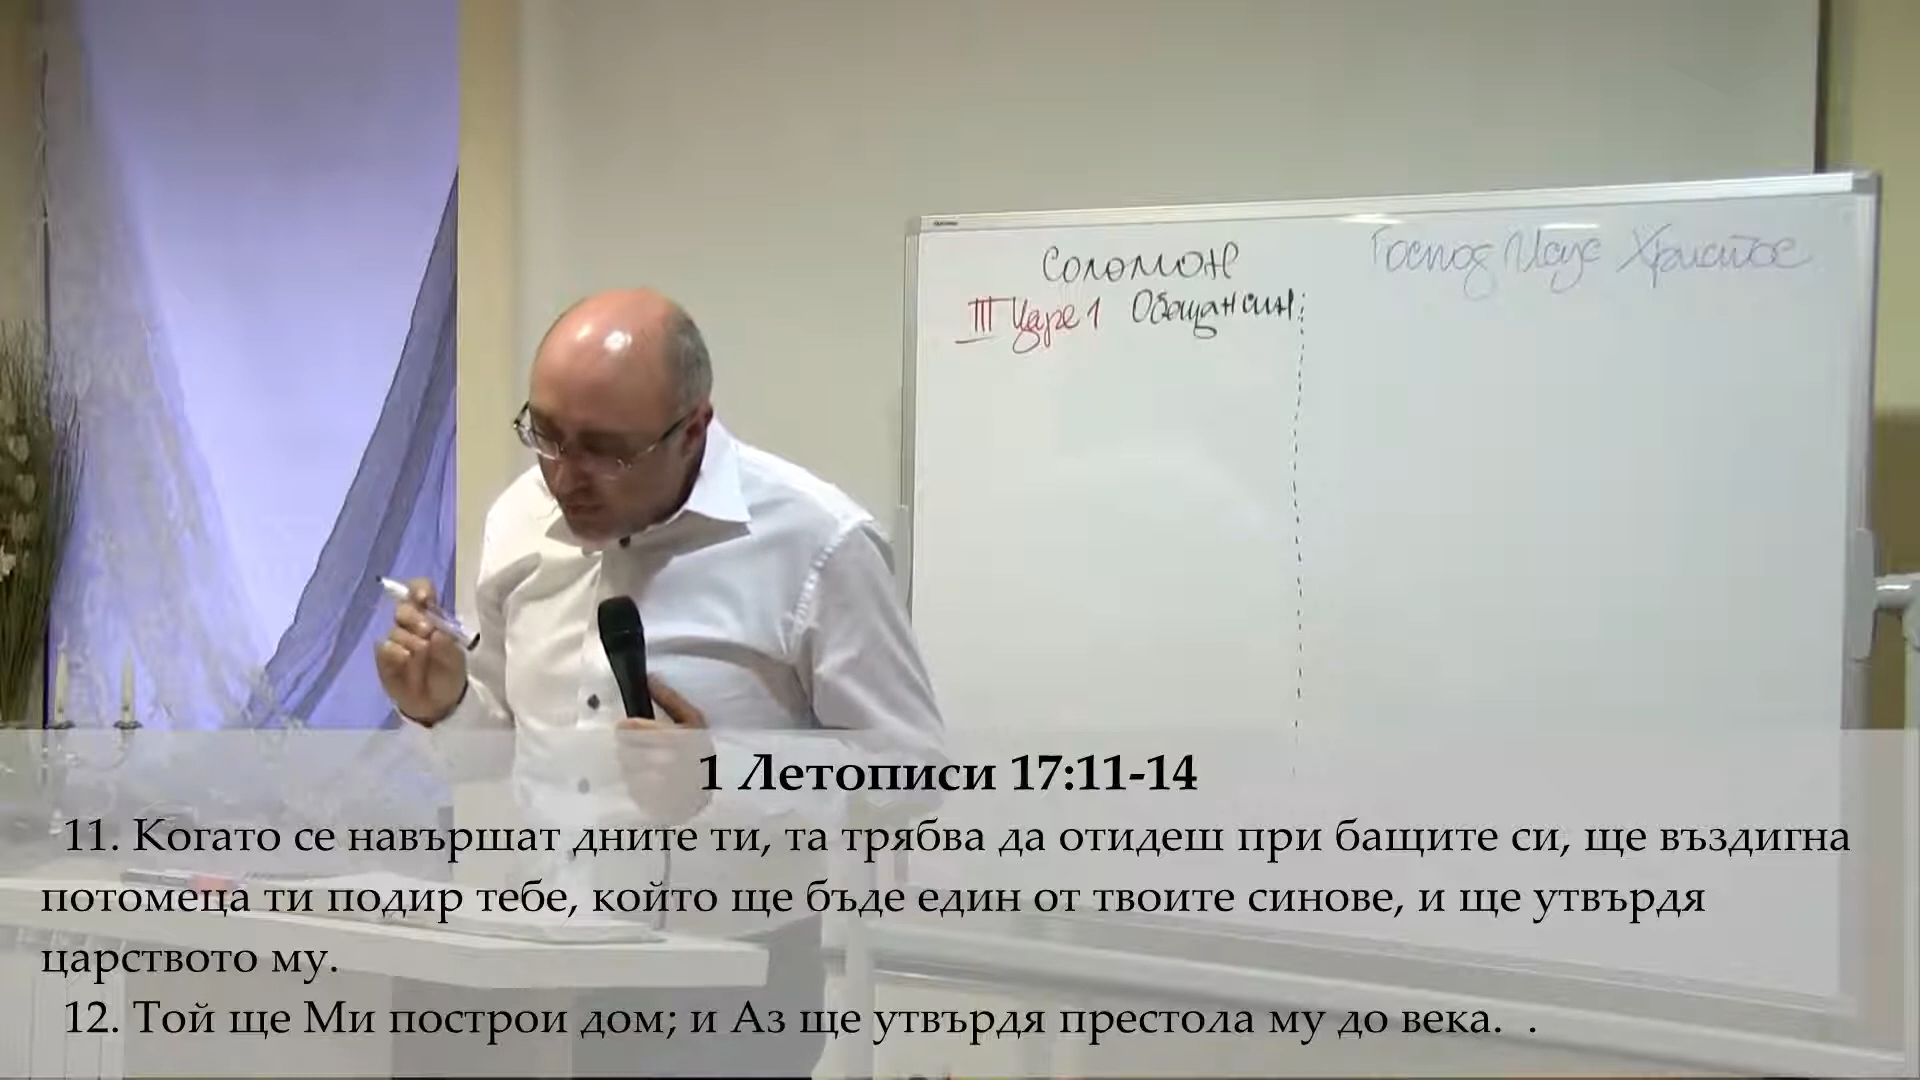 Соломон
Господ Исус Христос
III Царе 1 Обещан син:
1 Летописи 17:11-14
11. Когато се навършат дните ти, та трябва да отидеш при бащите си, ще въздигна
потомеца ти подир тебе, който ще бъде един от твоите синове, и ще утвърдя
царството му.
12. Той ще Ми построи дом; и Аз ще утвърдя престола му до века. .